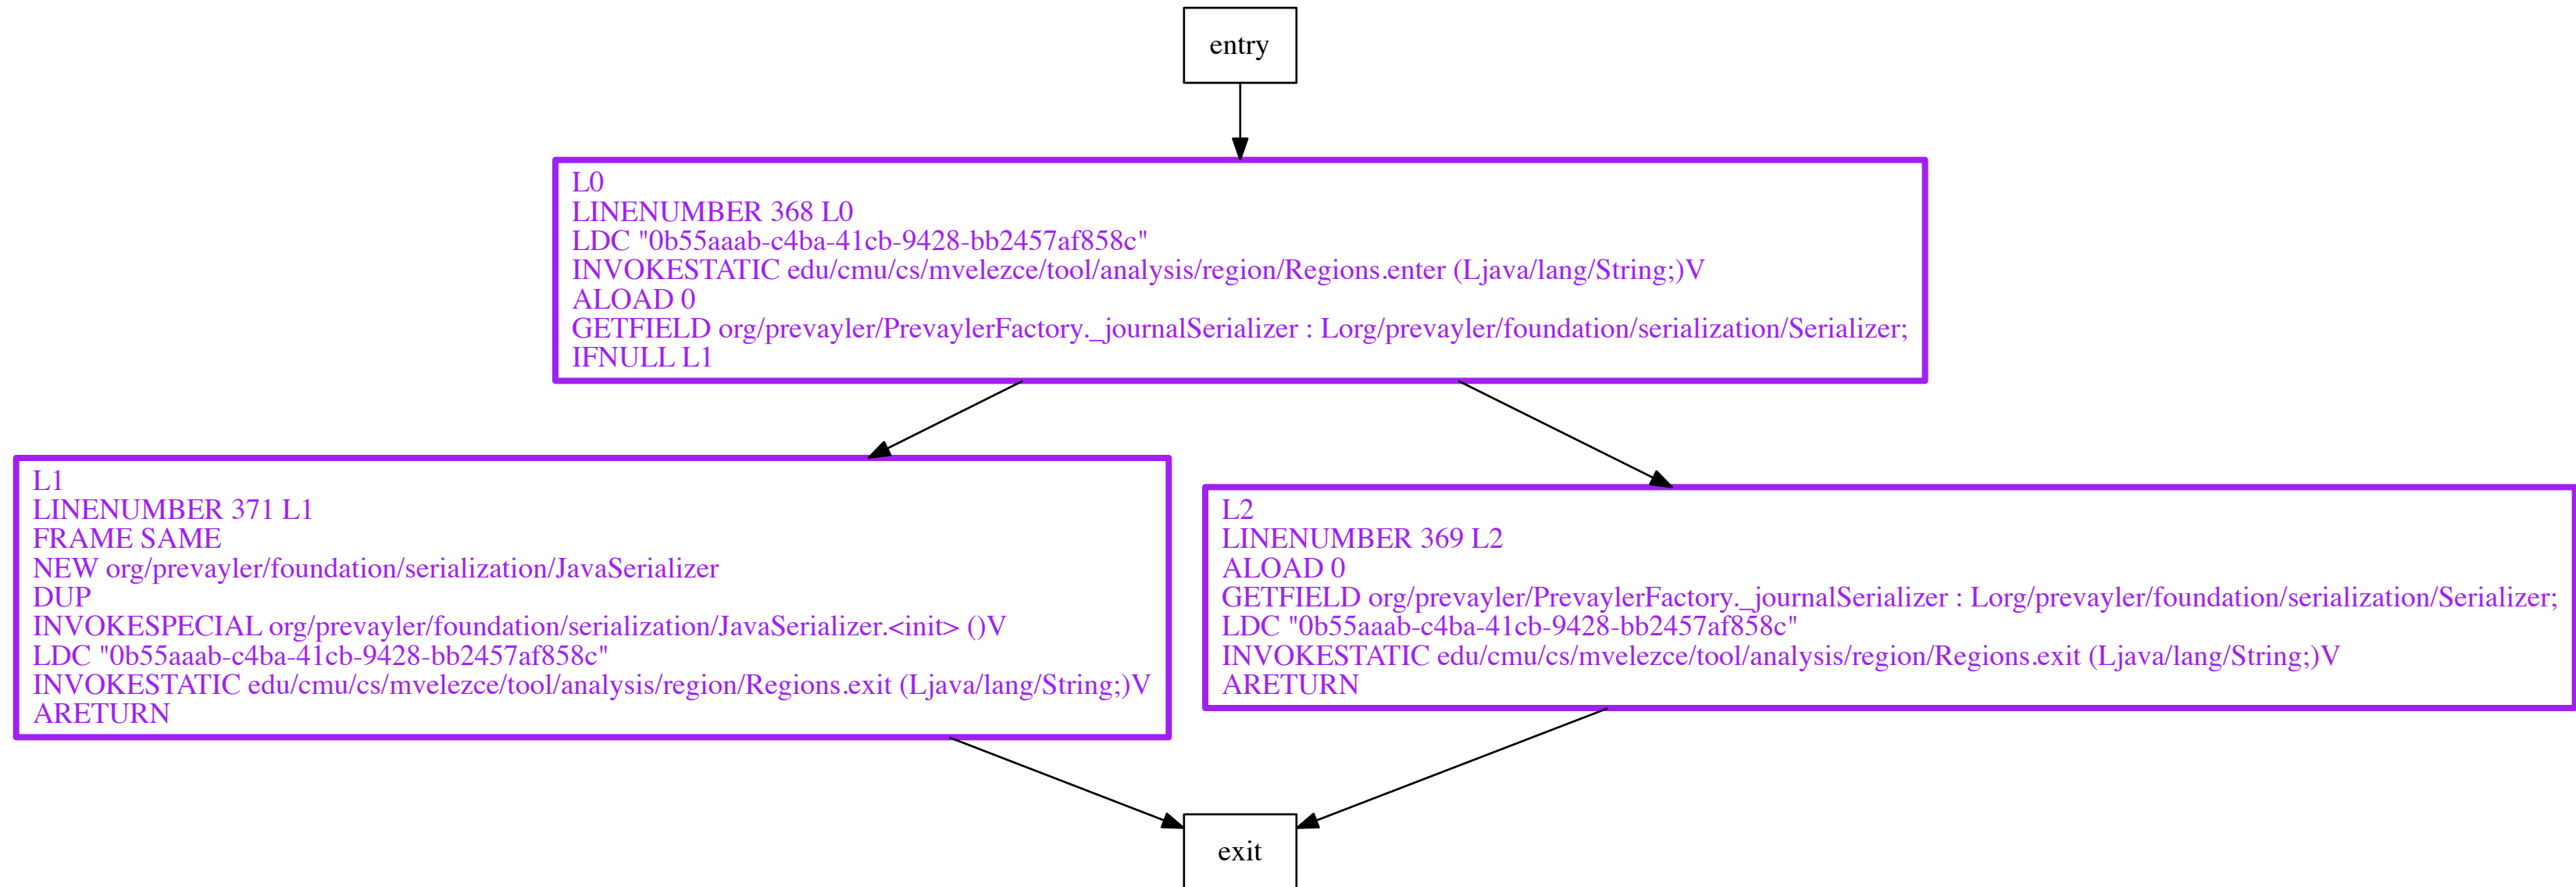 entry
L0
LINENUMBER 368 L0
LDC "0b55aaab-c4ba-41cb-9428-bb2457af858c"
INVOKESTATIC edu/cmu/cs/mvelezce/tool/analysis/region/Regions.enter (Ljava/lang/String;)V
ALOAD 0
GETFIELD org/prevayler/PrevaylerFactory._journalSerializer : Lorg/prevayler/foundation/serialization/Serializer;
IFNULL L1
L1
LINENUMBER 371 L1
FRAME SAME
NEW org/prevayler/foundation/serialization/JavaSerializer
DUP
INVOKESPECIAL org/prevayler/foundation/serialization/JavaSerializer.<init> ()V
LDC "0b55aaab-c4ba-41cb-9428-bb2457af858c"
INVOKESTATIC edu/cmu/cs/mvelezce/tool/analysis/region/Regions.exit (Ljava/lang/String;)V
ARETURN
L2
LINENUMBER 369 L2
ALOAD 0
GETFIELD org/prevayler/PrevaylerFactory._journalSerializer : Lorg/prevayler/foundation/serialization/Serializer;
LDC "0b55aaab-c4ba-41cb-9428-bb2457af858c"
INVOKESTATIC edu/cmu/cs/mvelezce/tool/analysis/region/Regions.exit (Ljava/lang/String;)V
ARETURN
exit